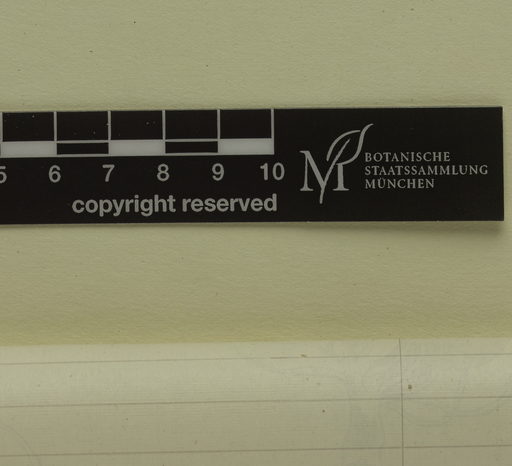 5 6 7 8 9 10
copyright reserved
M
BOTANISCHE
STAATSSAMMLUNG
MÜNCHEN